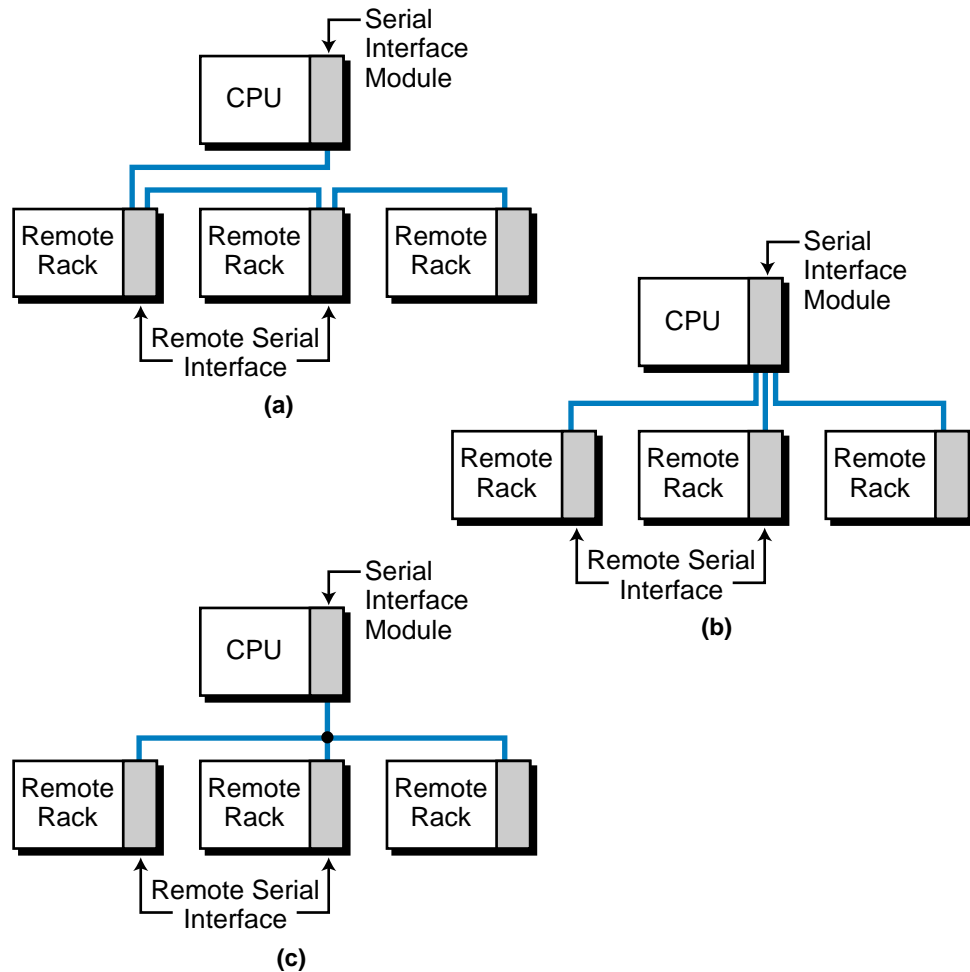 Serial
Interface
Module
CPU
Remote
Rack
Remote
Rack
Remote
Rack
Remote Serial
Interface
(a)
Serial
Interface
Module
CPU
Remote
Rack
Remote
Rack
Remote
Rack
Remote Serial
Interface
(b)
Serial
Interface
Module
CPU
Remote
Rack
Remote
Rack
Remote
Rack
Remote Serial
Interface
(c)